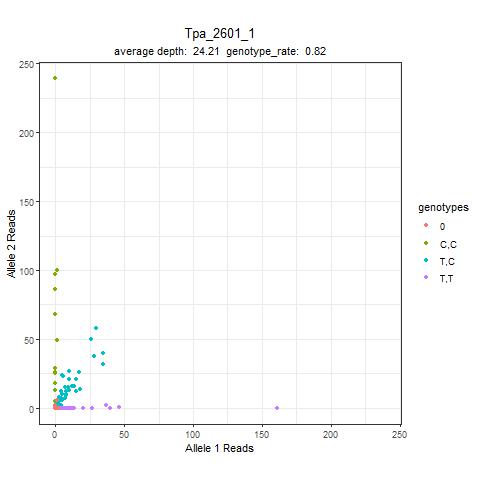 Tpa_2601_1
average depth: 24.21 genotype_rate: 0.82
250
200
150
100
50
0
Allele 2 Reads
0 50 100 150 200 250
Allele 1 Reads
genotypes
0
C,C
T,C
T,T